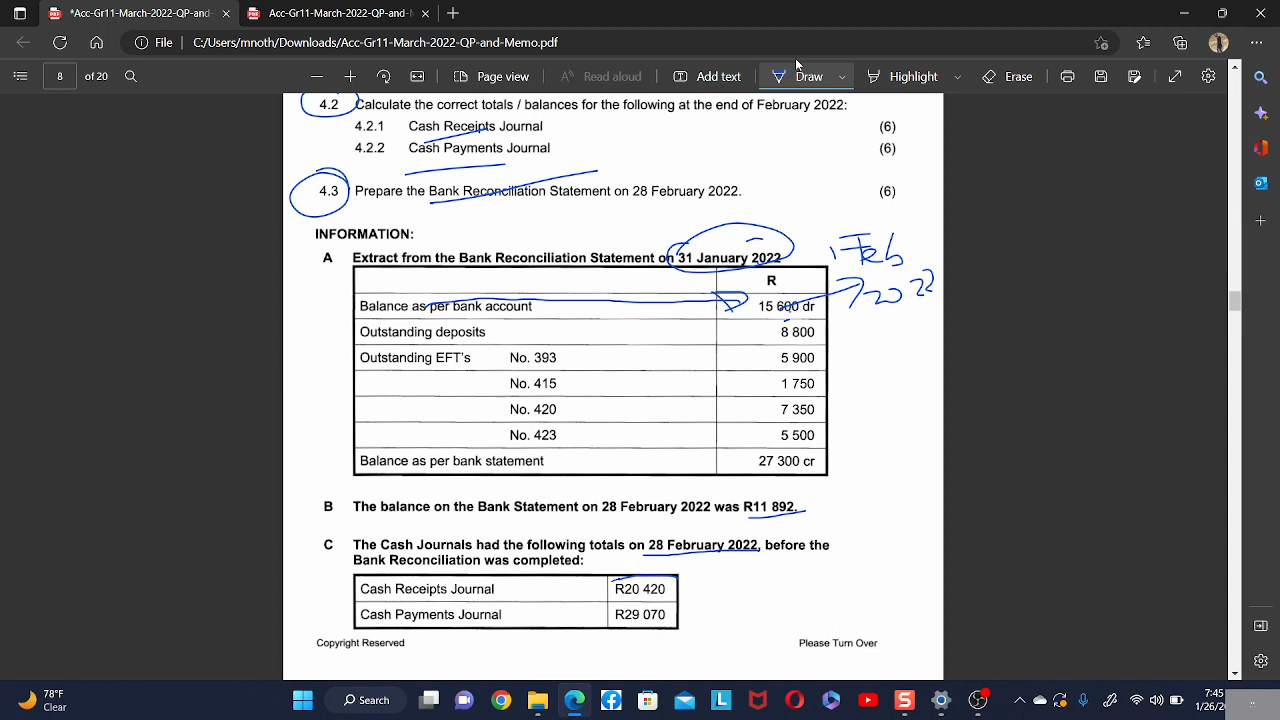 *Acc-Gr11-March-2022-QP-and-
Acc-Gr11-March-2022-QP-and-M
File
C:/Users/mnoth/Downloads/Acc-Gr11-March-2022-QP-and-Memo.pdf
8
of 20
Page view
Read aloud
Add text
Draw
Highlight
Erase
4.2 Calculate the correct totals / balances for the following at the end of February 2022:
4.2.1 Cash Receipts Journal (6)
4.2.2 Cash Payments Journal (6)
4.3 Prepare the Bank Reconciliation Statement on 28 February 2022. (6)
INFORMATION:
1 Feb
2022
A Extract from the Bank Reconciliation Statement on 31 January 2022
R
Balance as per bank account 15 600 dr
Outstanding deposits 8 800
Outstanding EFT's No. 393 5 900
No. 415 1 750
No. 420 7 350
No. 423 5 500
Balance as per bank statement 27 300 cr
B The balance on the Bank Statement on 28 February 2022 was R11 892.
C The Cash Journals had the following totals on 28 February 2022, before the
Bank Reconciliation was completed:
Cash Receipts Journal R20 420
Cash Payments Journal R29 070
Copyright Reserved Please Turn Over
78°F
Clear
Search
7:45